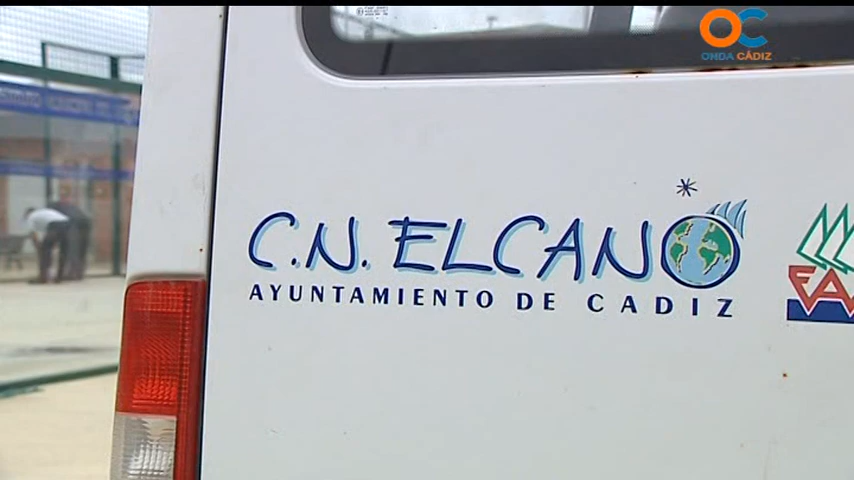 OC
ONDA CÁDIZ
C.N. ELCANO
AYUNTAMIENTO DE CADIZ